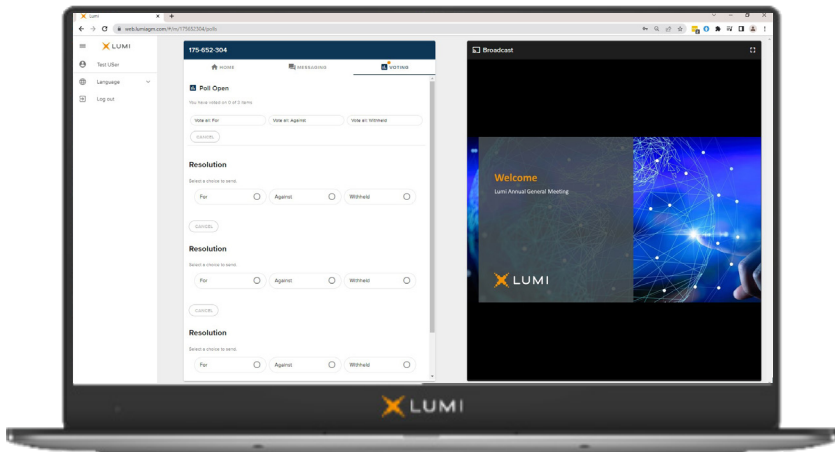 Lumi
web.lumiagm.com/#/m/175652304/polls
LUMI
Test USer
Language
Log out
175-652-304
HOME
MESSAGING
VOTING
Poll Open
You have voted on 0 of 3 items
Vote all: For
Vote all: Against
Vote all: Withheld
CANCEL
Resolution
Select a choice to send.
For
Against
Withheld
CANCEL
Resolution
Select a choice to send.
For
Against
Withheld
CANCEL
Resolution
Select a choice to send.
For
Against
Withheld
Broadcast
Welcome
Lumi Annual General Meeting
LUMI
LUMI